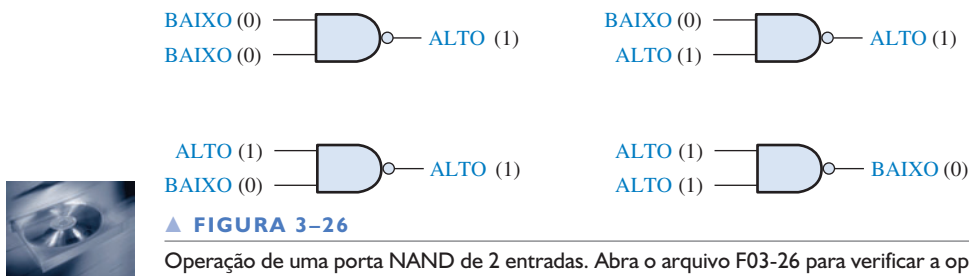 BAIXO (0)
BAIXO (0)
ALTO (1)
BAIXO (0)
ALTO (1)
ALTO (1)
ALTO (1)
BAIXO (0)
ALTO (1)
ALTO (1)
ALTO (1)
BAIXO (0)
▲ FIGURA 3–26
Operação de uma porta NAND de 2 entradas. Abra o arquivo F03-26 para verificar a op